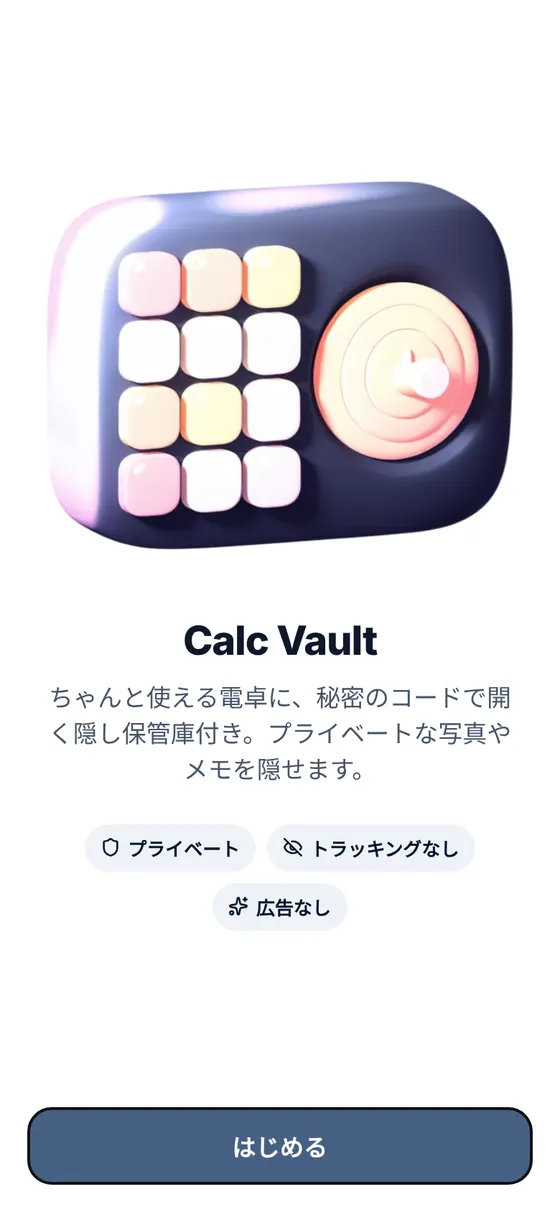 Calc Vault
ちゃんと使える電卓に、秘密のコードで開
く隠し保管庫付き。プライベートな写真や
メモを隠せます。
プライベート
トラッキングなし
広告なし
はじめる